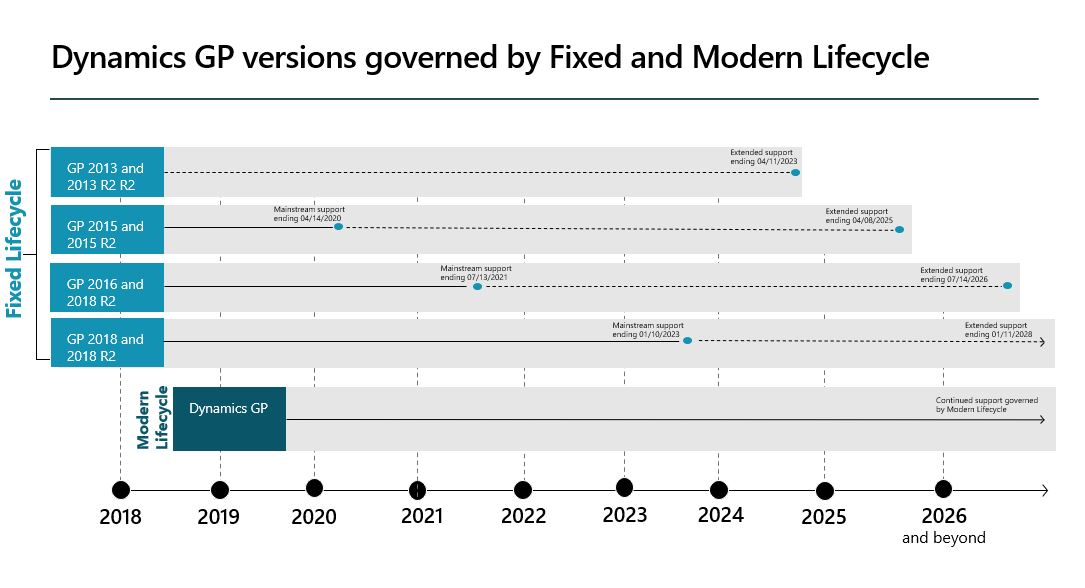 Dynamics GP versions governed by Fixed and Modern Lifecycle
Fixed Lifecycle
GP 2013 and
2013 R2 R2
Extended support
ending 04/11/2023
GP 2015 and
2015 R2
Mainstream support
ending 04/14/2020
Extended support
ending 04/08/2025
GP 2016 and
2018 R2
Mainstream support
ending 07/13/2021
Extended support
ending 07/14/2026
GP 2018 and
2018 R2
Mainstream support
ending 01/10/2023
Extended support
ending 01/11/2028
Modern
Lifecycle
Dynamics GP
Continued support governed
by Modern Lifecycle
2018
2019
2020
2021
2022
2023
2024
2025
2026
and beyond